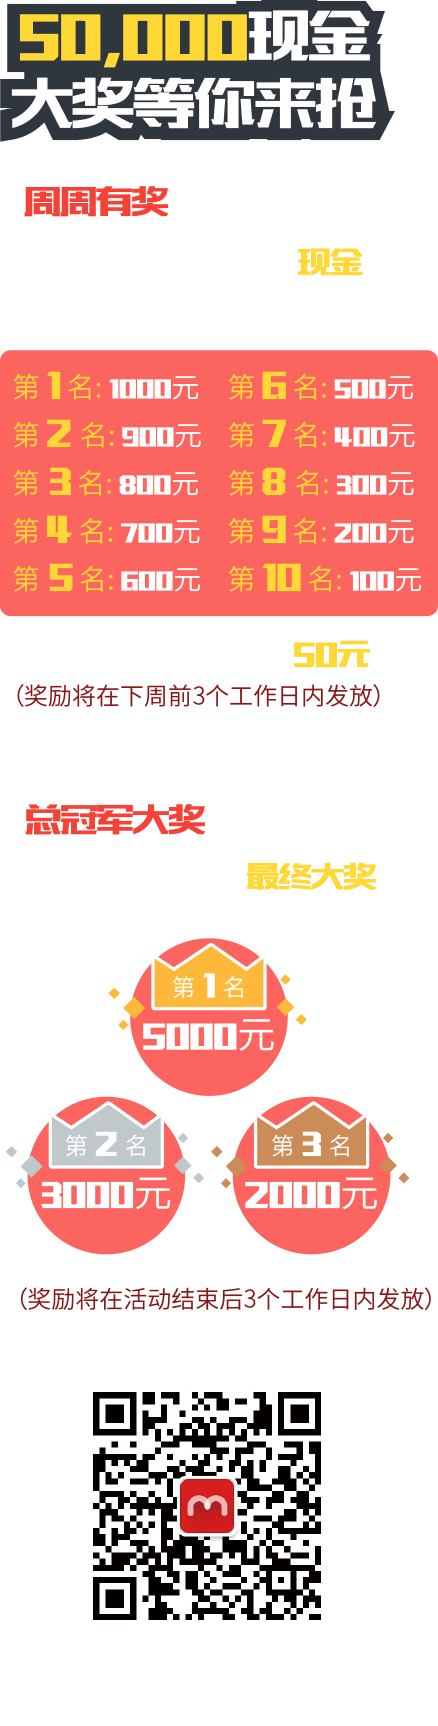 50,000现金
大奖等你来抢
周周有奖
现金
第1名: 1000元 第6名: 500元
第2名: 900元 第7名: 400元
第3名: 800元 第8名: 300元
第4名: 700元 第9名: 200元
第5名: 600元 第10名: 100元
50元
（奖励将在下周前3个工作日内发放）
总冠军大奖
最终大奖
第1名
5000元
第2名 第3名
3000元 2000元
（奖励将在活动结束后3个工作日内发放）